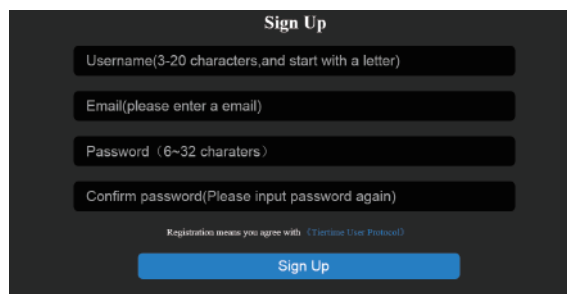 Sign Up
Username(3-20 characters,and start with a letter)
Email(please enter a email)
Password（6~32 charaters）
Confirm password(Please input password again)
Registration means you agree with 《Tiertime User Protocol》
Sign Up